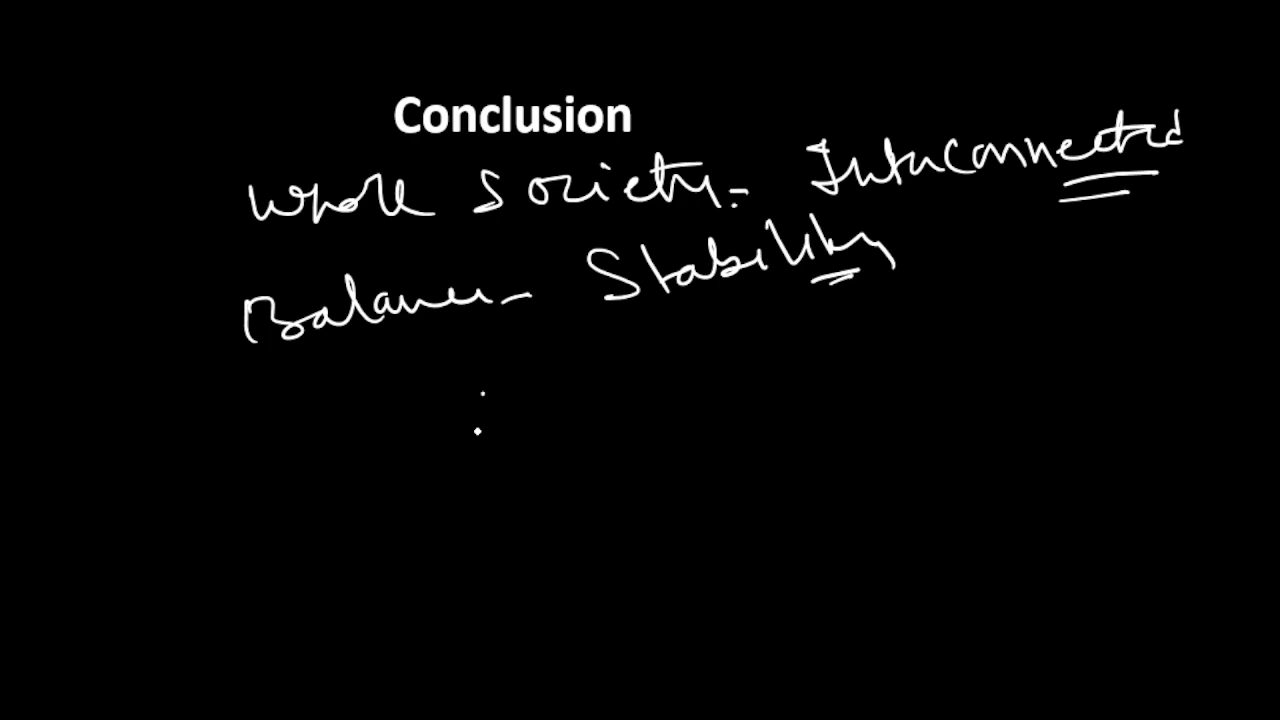 Conclusion
Whole Society - Interconnected
Balance - Stability